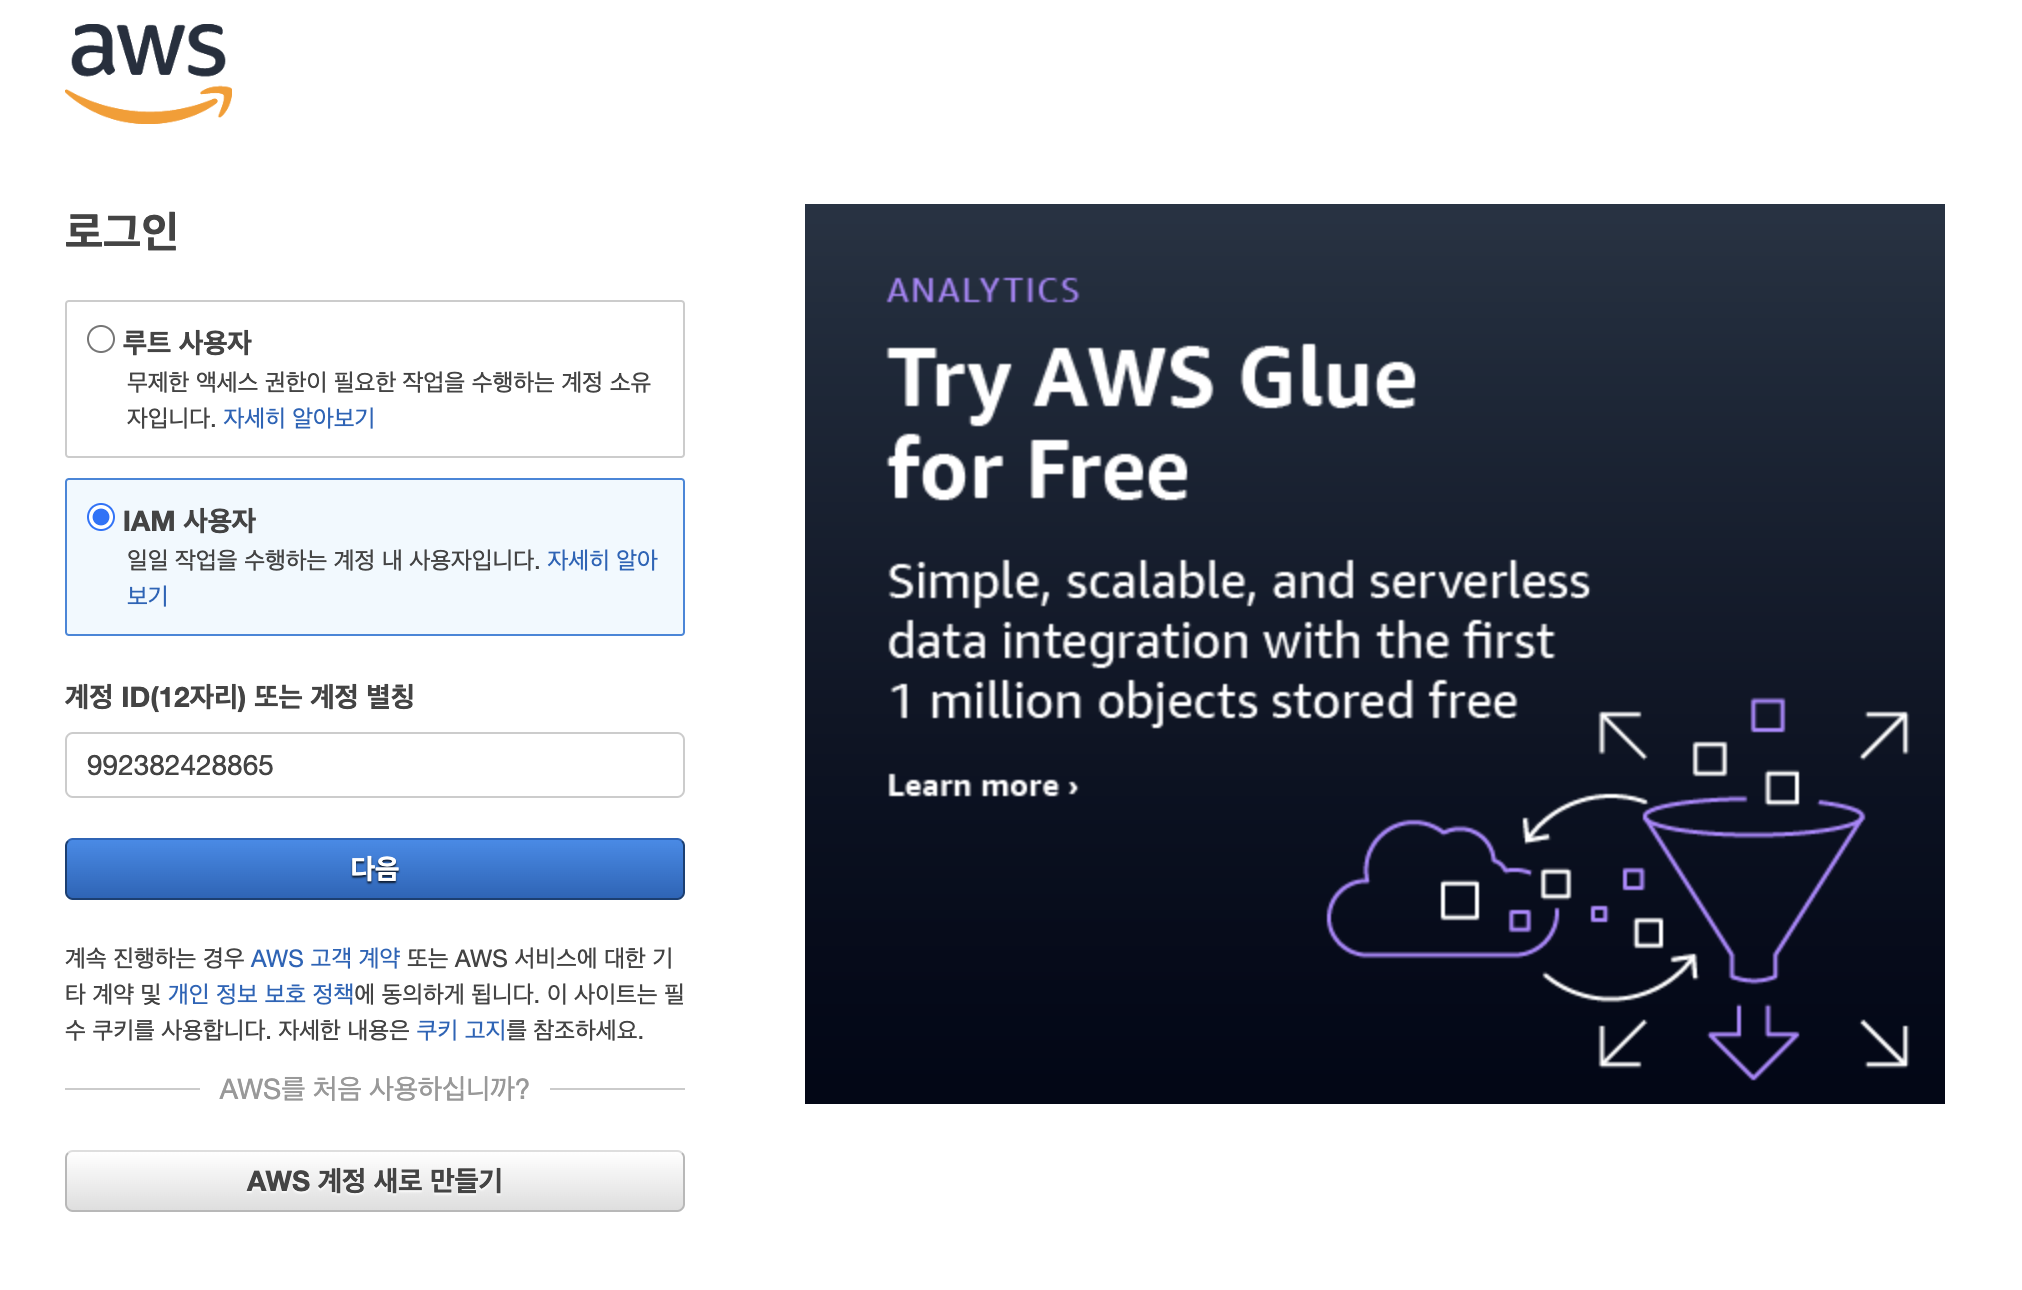 aws
로그인
루트 사용자
무제한 액세스 권한이 필요한 작업을 수행하는 계정 소유
자입니다. 자세히 알아보기
IAM 사용자
일일 작업을 수행하는 계정 내 사용자입니다. 자세히 알아
보기
계정 ID(12자리) 또는 계정 별칭
992382428865
다음
계속 진행하는 경우 AWS 고객 계약 또는 AWS 서비스에 대한 기
타 계약 및 개인 정보 보호 정책에 동의하게 됩니다. 이 사이트는 필
수 쿠키를 사용합니다. 자세한 내용은 쿠키 고지를 참조하세요.
AWS를 처음 사용하십니까?
AWS 계정 새로 만들기
ANALYTICS
Try AWS Glue
for Free
Simple, scalable, and serverless
data integration with the first
1 million objects stored free
Learn more ›